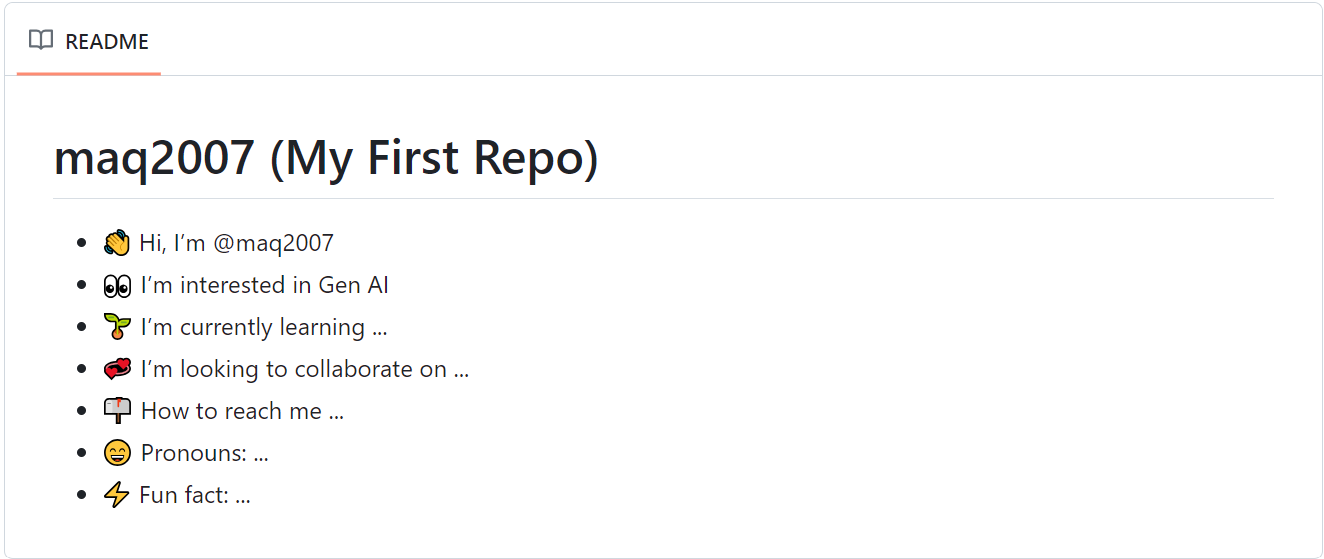 README
maq2007 (My First Repo)
👋 Hi, I’m @maq2007
👀 I’m interested in Gen AI
🌱 I’m currently learning ...
💞️ I’m looking to collaborate on ...
📫 How to reach me ...
😄 Pronouns: ...
⚡ Fun fact: ...